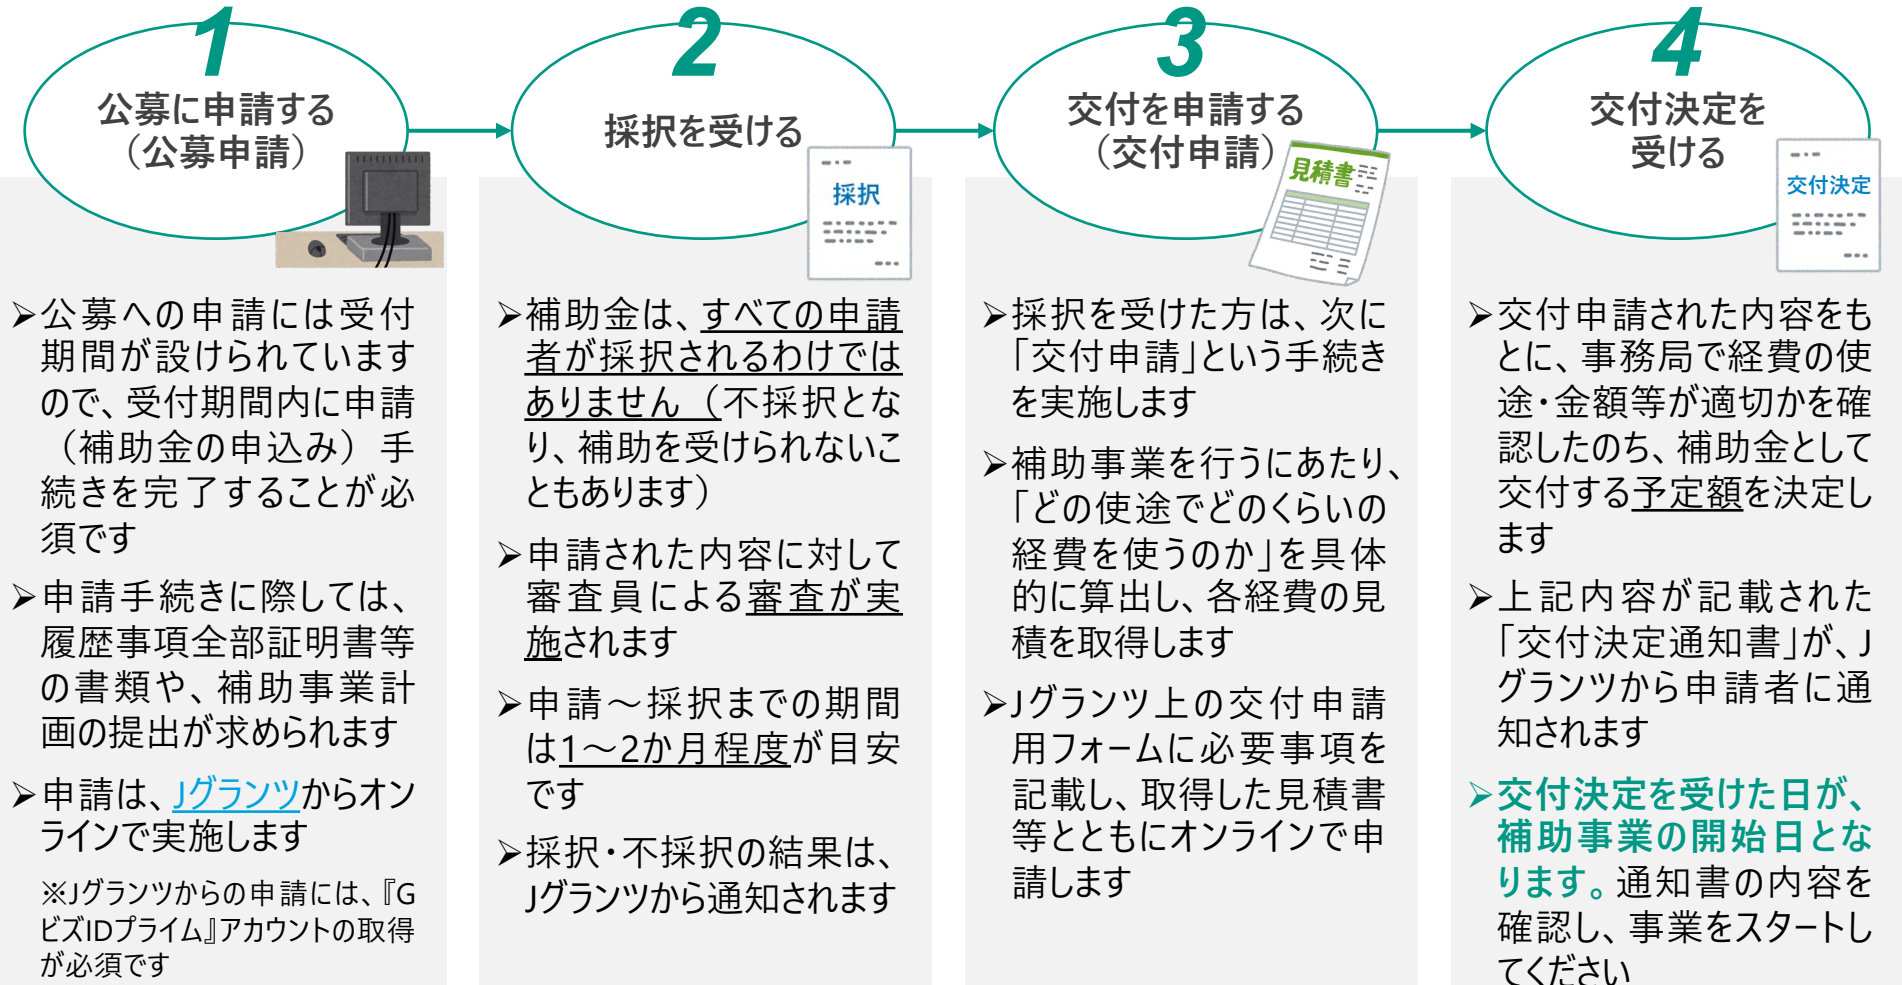 1
公募に申請する
（公募申請）
➢公募への申請には受付
期間が設けられています
ので、受付期間内に申請
（補助金の申込み）手
続きを完了することが必
須です
➢申請手続きに際しては、
履歴事項全部証明書等
の書類や、補助事業計
画の提出が求められます
➢申請は、Jグランツからオン
ラインで実施します
※Jグランツからの申請には、『G
ビズIDプライム』アカウントの取得
が必須です
2
採択を受ける
採択
➢補助金は、すべての申請
者が採択されるわけでは
ありません（不採択とな
り、補助を受けられないこ
ともあります）
➢申請された内容に対して
審査員による審査が実
施されます
➢申請～採択までの期間
は1～2か月程度が目安
です
➢採択・不採択の結果は、
Jグランツから通知されます
3
交付を申請する
（交付申請）
見積書
➢採択を受けた方は、次に
「交付申請」という手続き
を実施します
➢補助事業を行うにあたり、
「どの使途でどのくらいの
経費を使うのか」を具体
的に算出し、各経費の見
積を取得します
➢Jグランツ上の交付申請
用フォームに必要事項を
記載し、取得した見積書
等とともにオンラインで申
請します
4
交付決定を
受ける
交付決定
➢交付申請された内容をも
とに、事務局で経費の使
途・金額等が適切かを確
認したのち、補助金として
交付する予定額を決定し
ます
➢上記内容が記載された
「交付決定通知書」が、J
グランツから申請者に通
知されます
➢交付決定を受けた日が、
補助事業の開始日とな
ります。通知書の内容を
確認し、事業をスタートし
てください